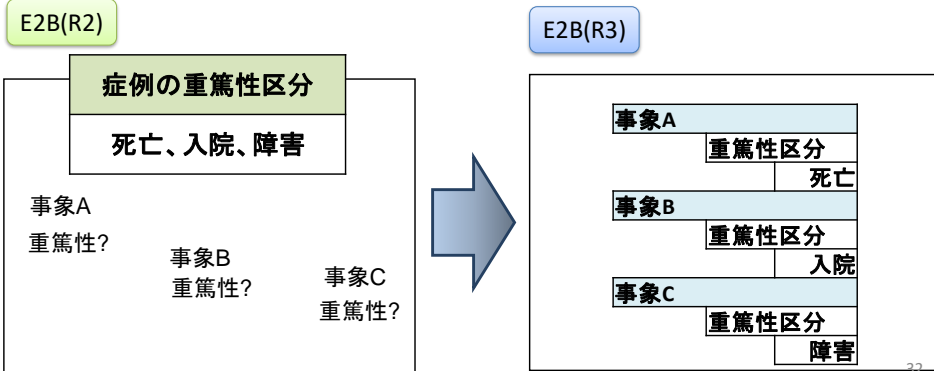 E2B(R2)
症例の重篤性区分
死亡、入院、障害
事象A
重篤性?
事象B
重篤性?
事象C
重篤性?
E2B(R3)
事象A
重篤性区分
死亡
事象B
重篤性区分
入院
事象C
重篤性区分
障害
32